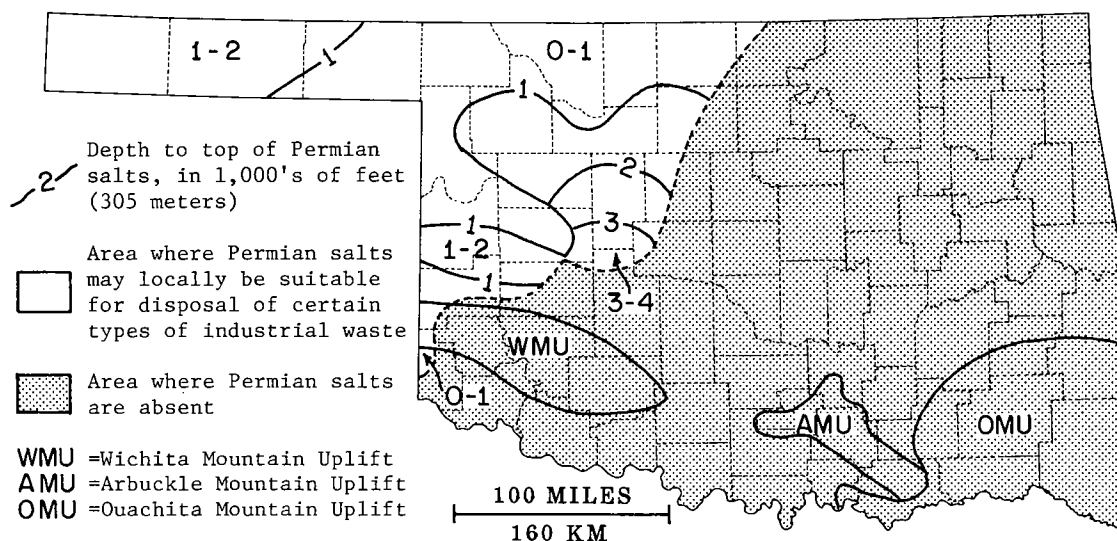 1-2
1
0-1
1
2
3
1
1-2
1
3-4
WMU
0-1
AMU
OMU
2
Depth to top of Permian
salts, in 1,000's of feet
(305 meters)
Area where Permian salts
may locally be suitable
for disposal of certain
types of industrial waste
Area where Permian salts
are absent
WMU =Wichita Mountain Uplift
AMU =Arbuckle Mountain Uplift
OMU =Ouachita Mountain Uplift
100 MILES
160 KM